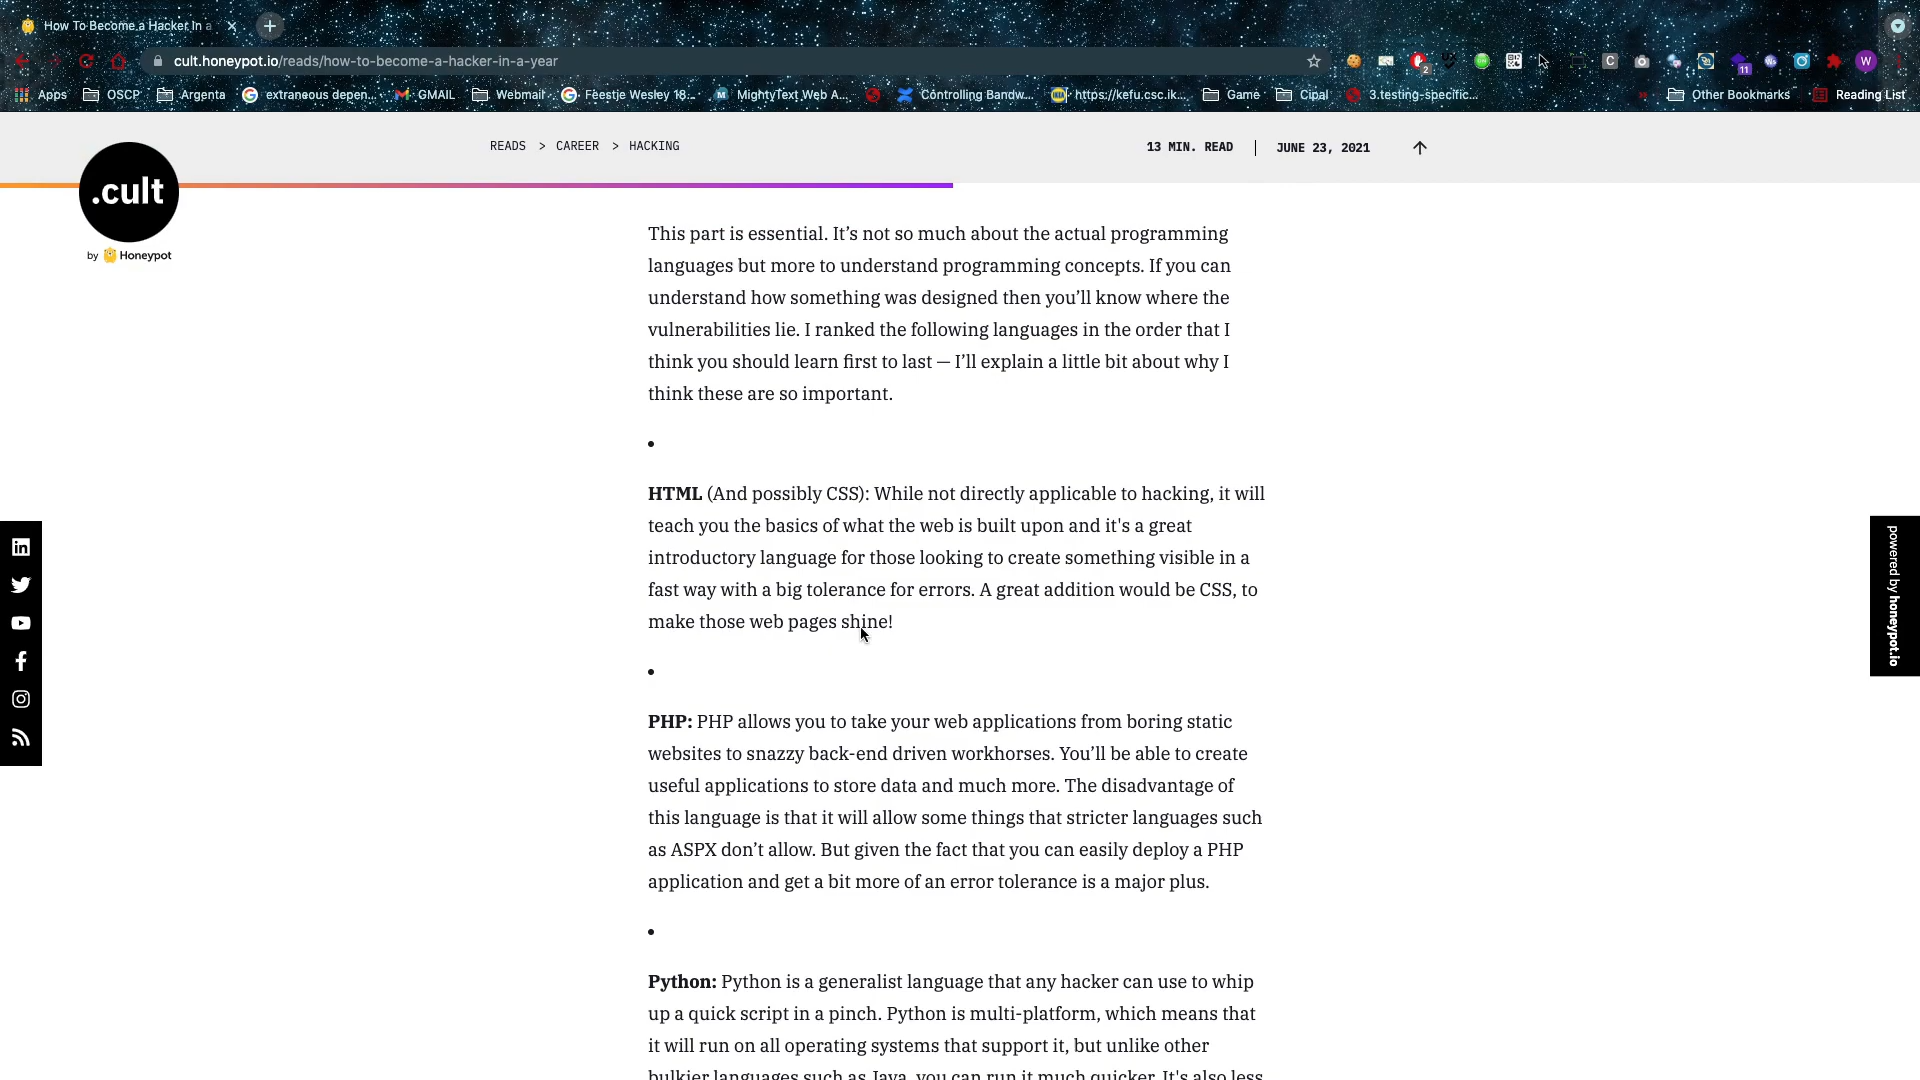 How To Become a Hacker In a
cult.honeypot.io/reads/how-to-become-a-hacker-in-a-year
2
C
11
W
Apps
OSCP
Argenta
extraneous depen...
GMAIL
Webmail
Feestje Wesley 18...
MightyText Web A...
Controlling Bandw...
https://kefu.csc.ik...
Game
Cipal
3.testing-specific...
Other Bookmarks
Reading List
.cult
by Honeypot
READS > CAREER > HACKING
13 MIN. READ | JUNE 23, 2021
This part is essential. It’s not so much about the actual programming
languages but more to understand programming concepts. If you can
understand how something was designed then you’ll know where the
vulnerabilities lie. I ranked the following languages in the order that I
think you should learn first to last — I’ll explain a little bit about why I
think these are so important.
•
HTML (And possibly CSS): While not directly applicable to hacking, it will
teach you the basics of what the web is built upon and it's a great
introductory language for those looking to create something visible in a
fast way with a big tolerance for errors. A great addition would be CSS, to
make those web pages shine!
•
PHP: PHP allows you to take your web applications from boring static
websites to snazzy back-end driven workhorses. You’ll be able to create
useful applications to store data and much more. The disadvantage of
this language is that it will allow some things that stricter languages such
as ASPX don’t allow. But given the fact that you can easily deploy a PHP
application and get a bit more of an error tolerance is a major plus.
•
Python: Python is a generalist language that any hacker can use to whip
up a quick script in a pinch. Python is multi-platform, which means that
it will run on all operating systems that support it, but unlike other
bulkier languages such as Java, you can run it much quicker. It's also less
powered by honeypot.io